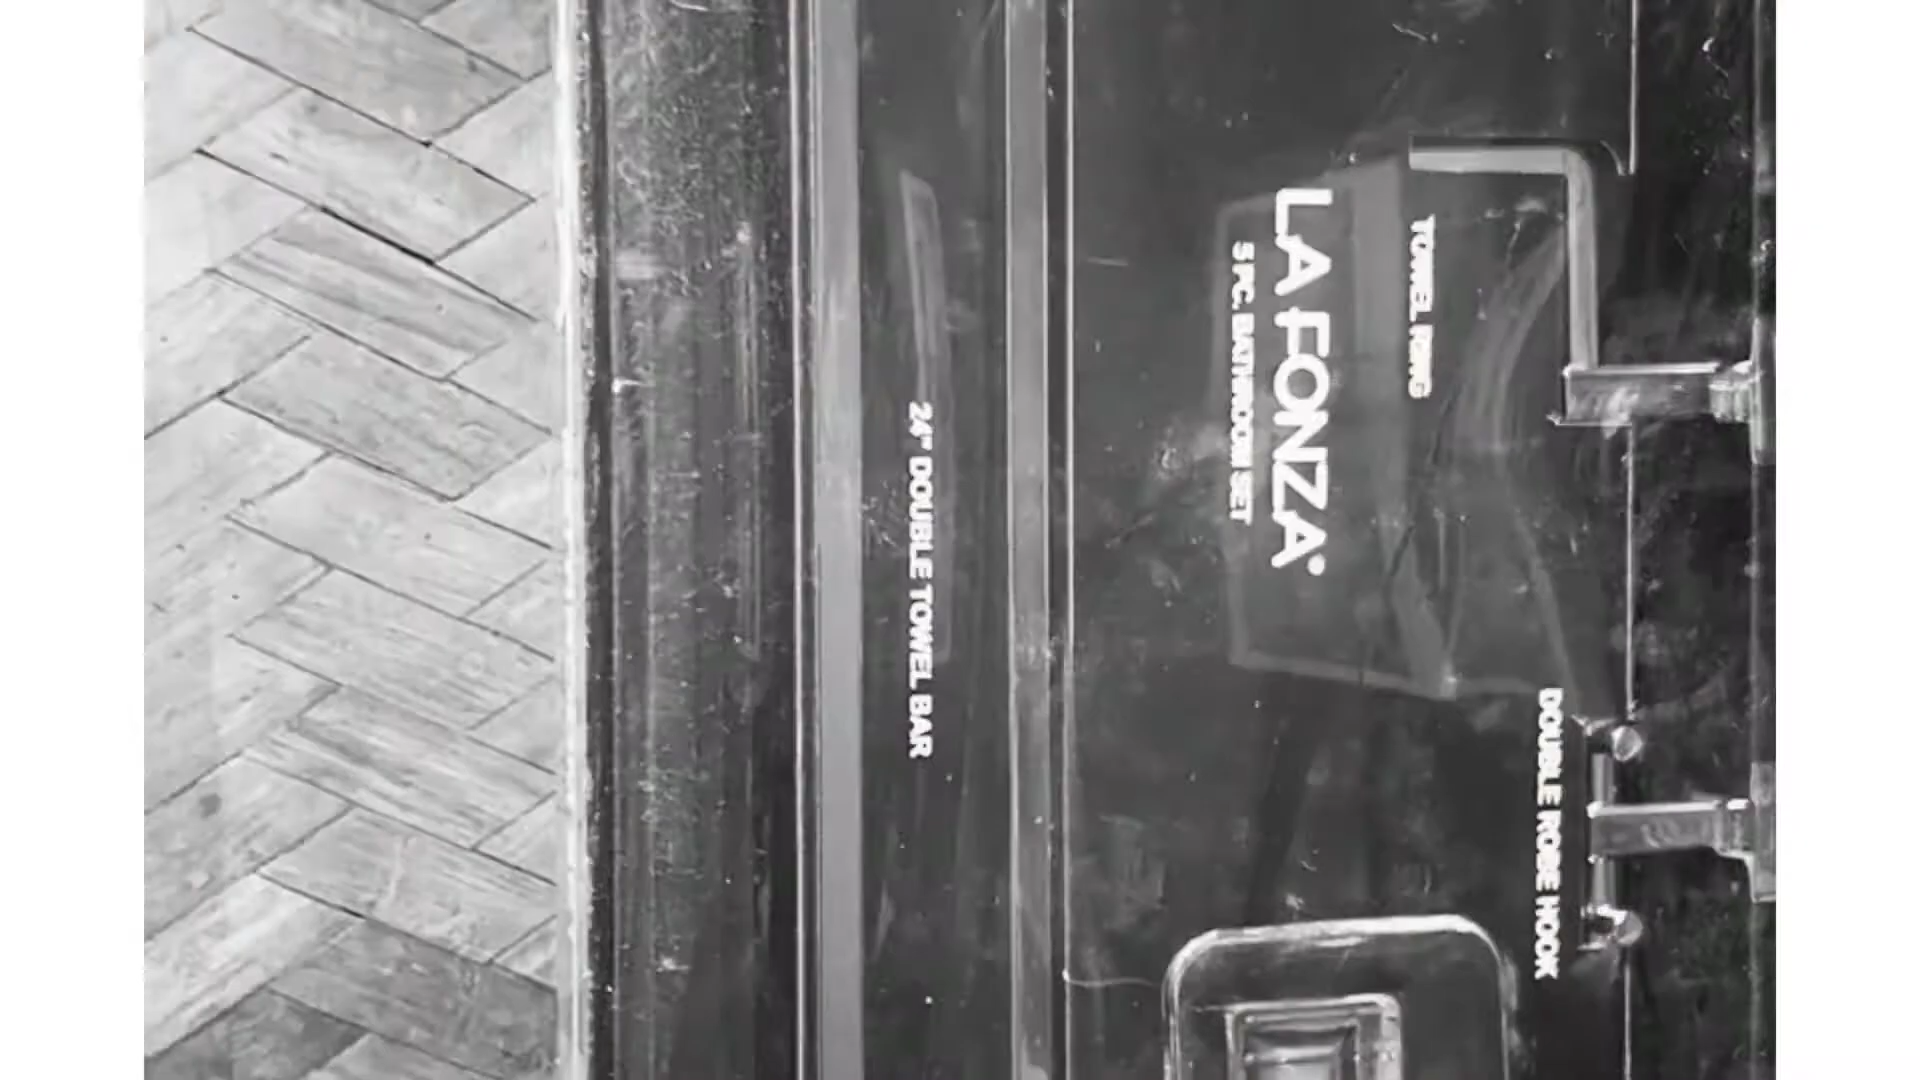 DOUBLE ROBE HOOK
TOWEL RING
LA FONZA
5 PC. BATHROOM SET
24" DOUBLE TOWEL BAR